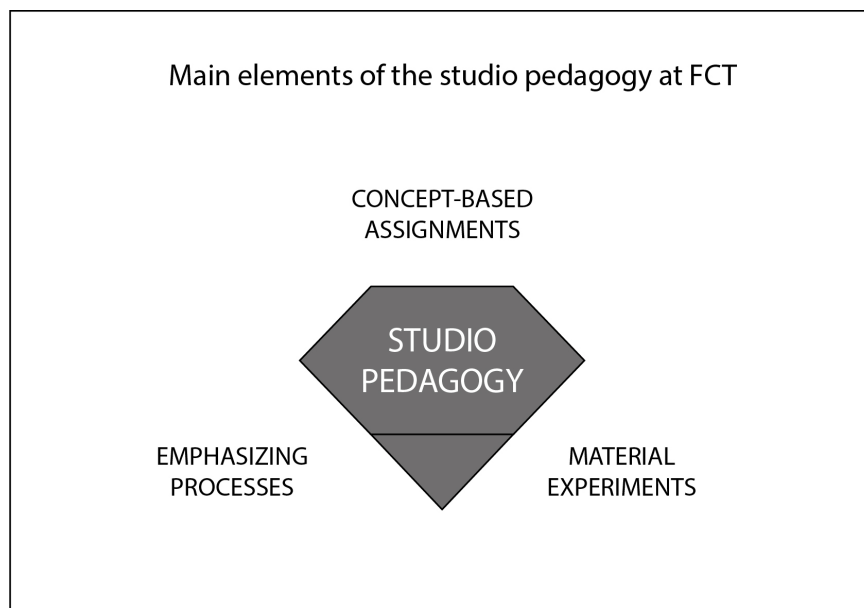 Main elements of the studio pedagogy at FCT
CONCEPT-BASED
ASSIGNMENTS
STUDIO
PEDAGOGY
EMPHASIZING
PROCESSES
MATERIAL
EXPERIMENTS